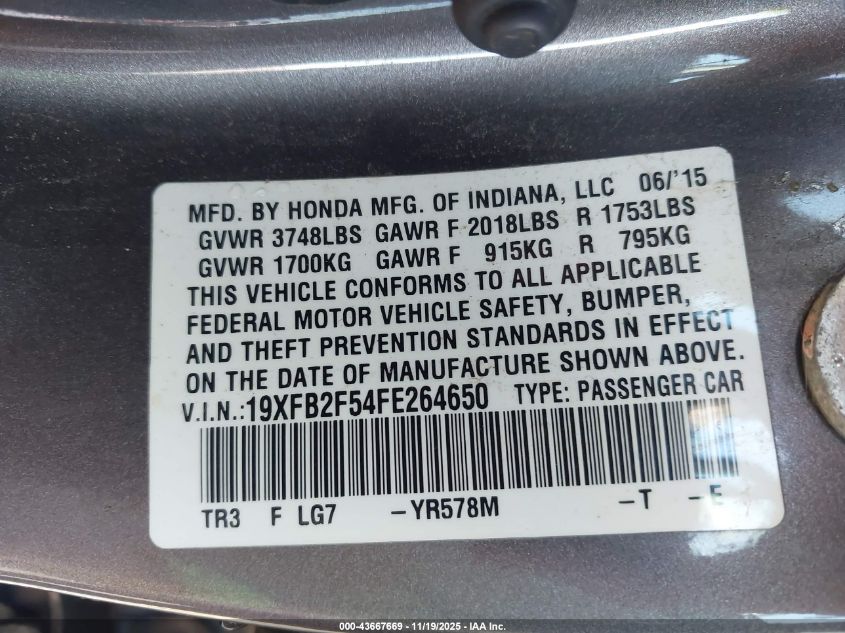 MFD. BY HONDA MFG. OF INDIANA, LLC 06/'15
GVWR 3748LBS GAWR F 2018LBS R 1753LBS
GVWR 1700KG GAWR F 915KG R 795KG
THIS VEHICLE CONFORMS TO ALL APPLICABLE
FEDERAL MOTOR VEHICLE SAFETY, BUMPER,
AND THEFT PREVENTION STANDARDS IN EFFECT
ON THE DATE OF MANUFACTURE SHOWN ABOVE.
V.I.N.:19XFB2F54FE264650 TYPE: PASSENGER CAR
TR3 F LG7 -YR578M -T -E
000-43667669 - 11/19/2025 - IAA Inc.